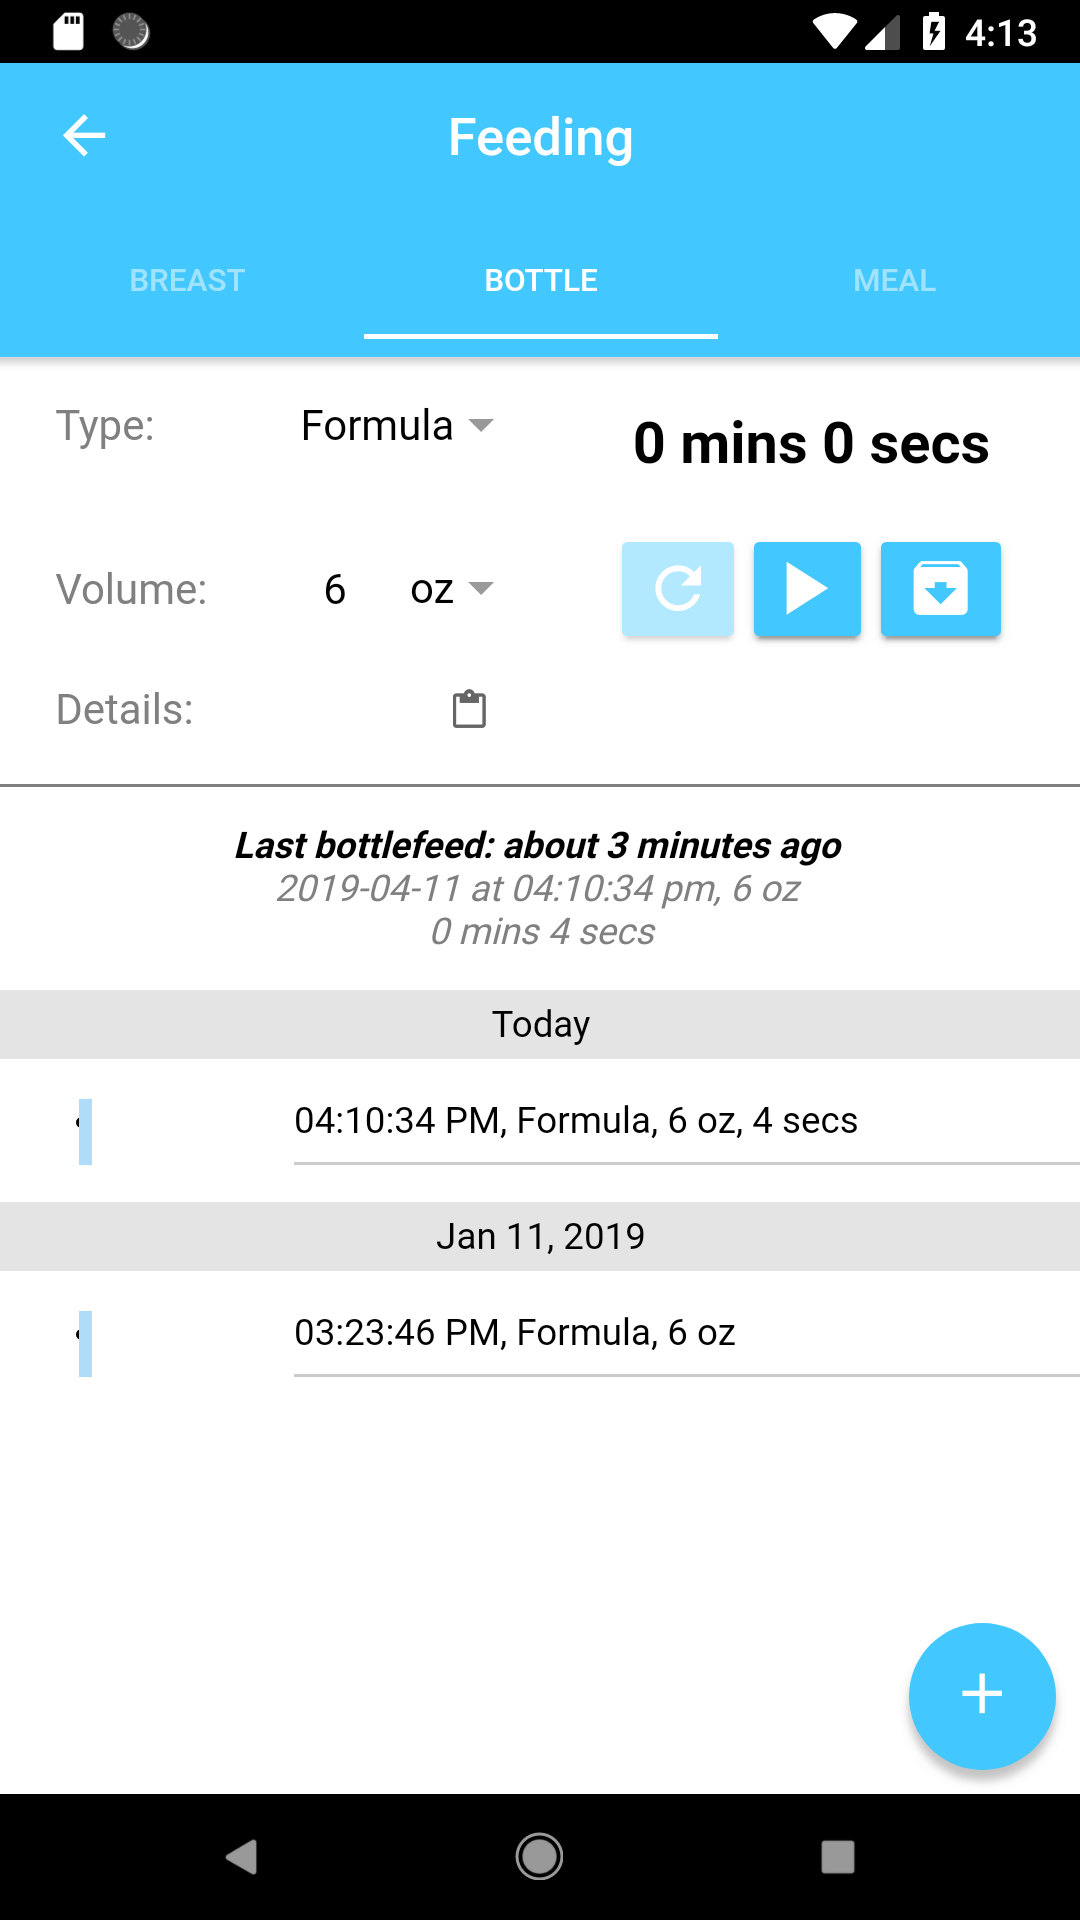 4:13
Feeding
BREAST BOTTLE MEAL
Type: Formula
0 mins 0 secs
Volume: 6 oz
Details:
Last bottlefeed: about 3 minutes ago
2019-04-11 at 04:10:34 pm, 6 oz
0 mins 4 secs
Today
04:10:34 PM, Formula, 6 oz, 4 secs
Jan 11, 2019
03:23:46 PM, Formula, 6 oz